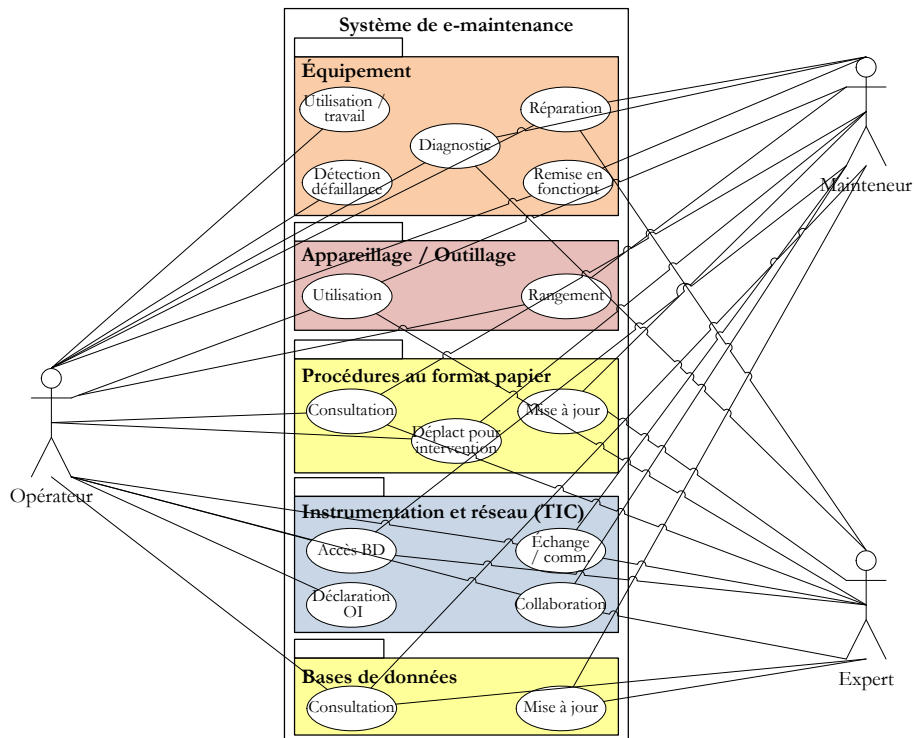 Système de e-maintenance
Équipement
Utilisation /
travail
Réparation
Diagnostic
Détection
défaillance
Remise en
fonctiont
Mainteneur
Appareillage / Outillage
Utilisation
Rangement
Procédures au format papier
Consultation
Mise à jour
Déplact pour
intervention
Opérateur
Instrumentation et réseau (TIC)
Accès BD
Échange
/ comm.
Déclaration
OI
Collaboration
Bases de données
Consultation
Mise à jour
Expert